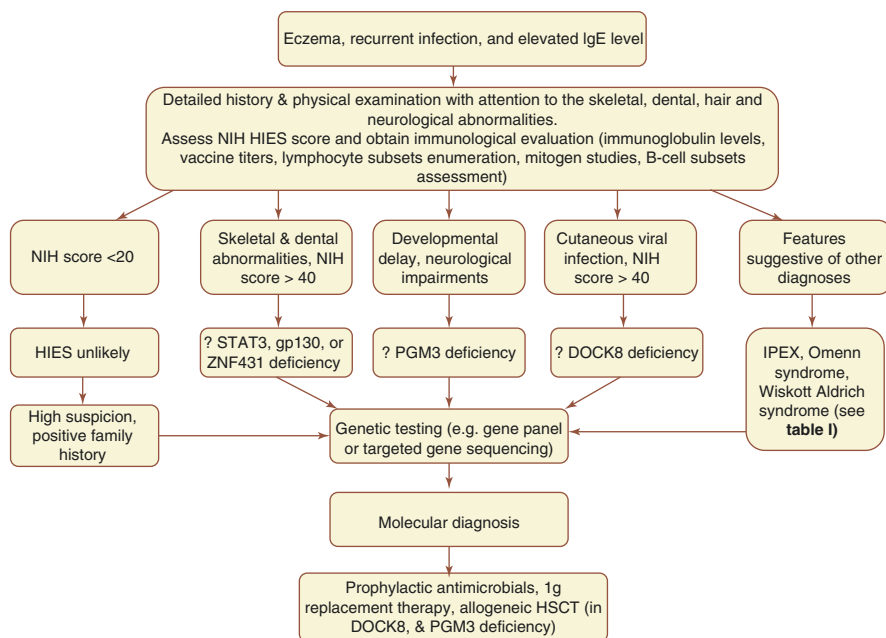 Eczema, recurrent infection, and elevated IgE level
Detailed history & physical examination with attention to the skeletal, dental, hair and
neurological abnormalities.
Assess NIH HIES score and obtain immunological evaluation (immunoglobulin levels,
vaccine titers, lymphocyte subsets enumeration, mitogen studies, B-cell subsets
assessment)
NIH score <20
Skeletal & dental
abnormalities, NIH
score > 40
Developmental
delay, neurological
impairments
Cutaneous viral
infection, NIH
score > 40
Features
suggestive of other
diagnoses
HIES unlikely
? STAT3, gp130, or
ZNF431 deficiency
? PGM3 deficiency
? DOCK8 deficiency
IPEX, Omenn
syndrome,
Wiskott Aldrich
syndrome (see
table I)
High suspicion,
positive family
history
Genetic testing (e.g. gene panel
or targeted gene sequencing)
Molecular diagnosis
Prophylactic antimicrobials, 1g
replacement therapy, allogeneic HSCT (in
DOCK8, & PGM3 deficiency)